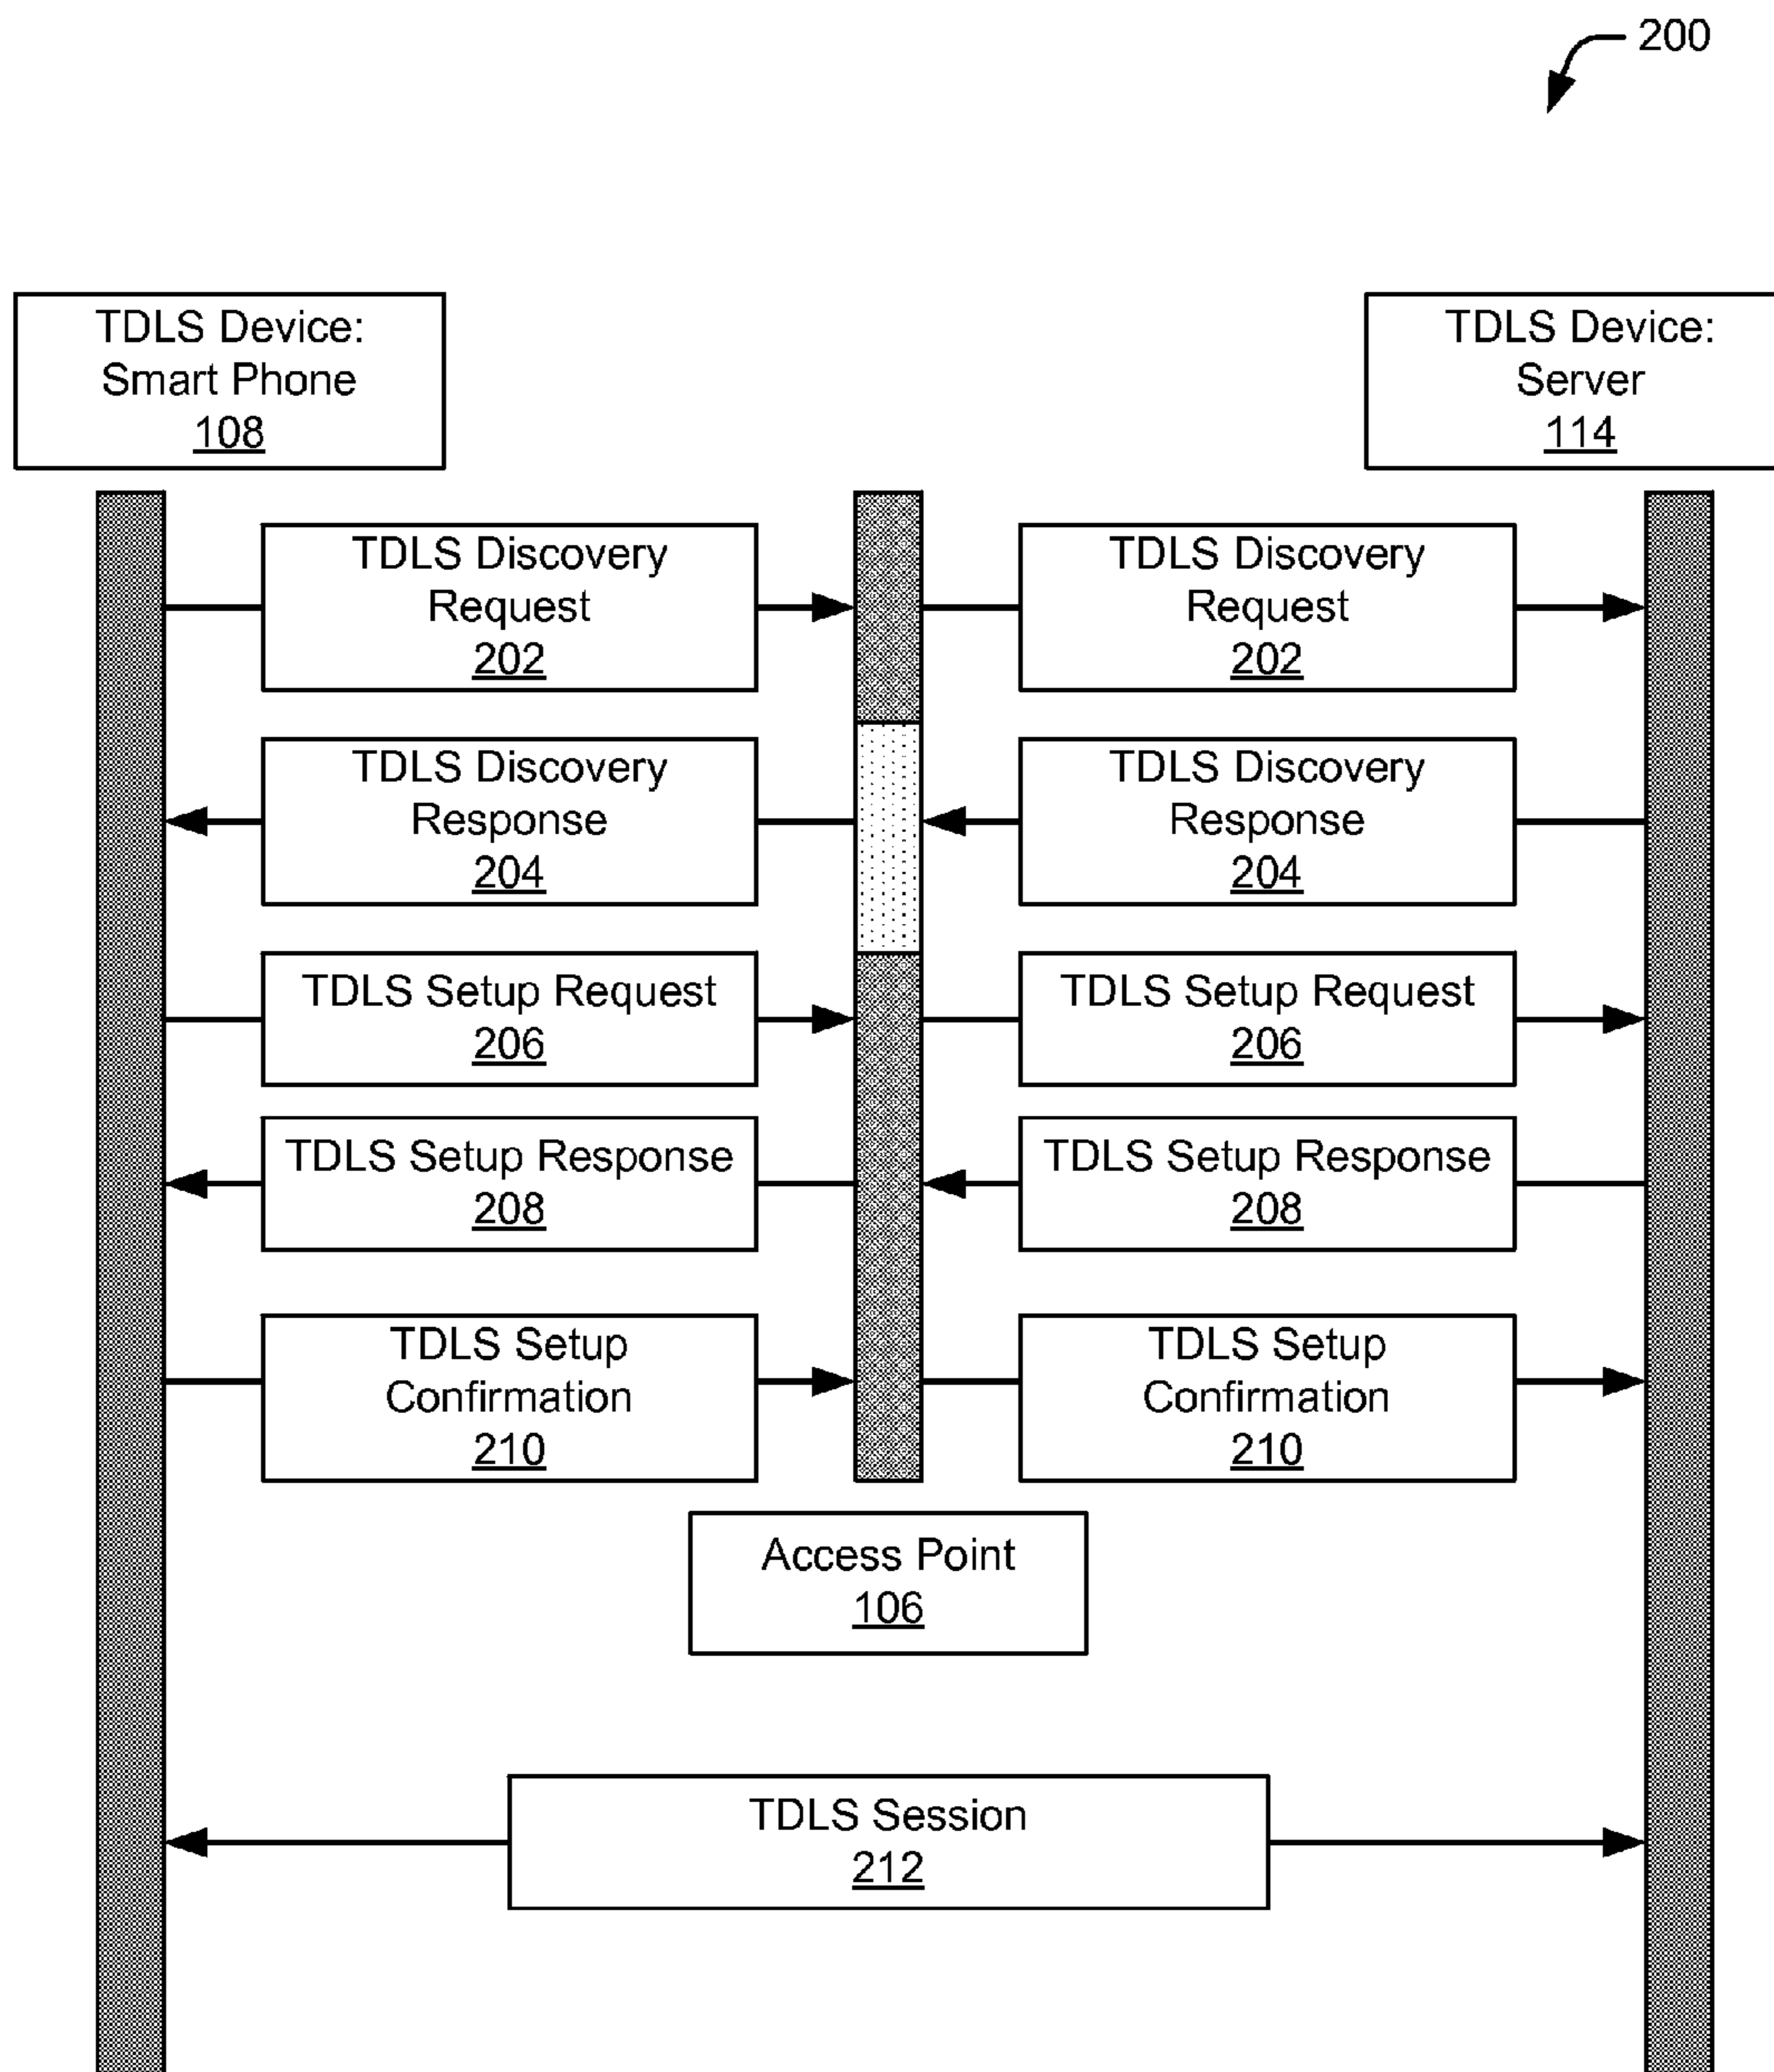 200
TDLS Device:
Smart Phone
108
TDLS Device:
Server
114
TDLS Discovery
Request
202
TDLS Discovery
Request
202
TDLS Discovery
Response
204
TDLS Discovery
Response
204
TDLS Setup Request
206
TDLS Setup Request
206
TDLS Setup Response
208
TDLS Setup Response
208
TDLS Setup
Confirmation
210
TDLS Setup
Confirmation
210
Access Point
106
TDLS Session
212